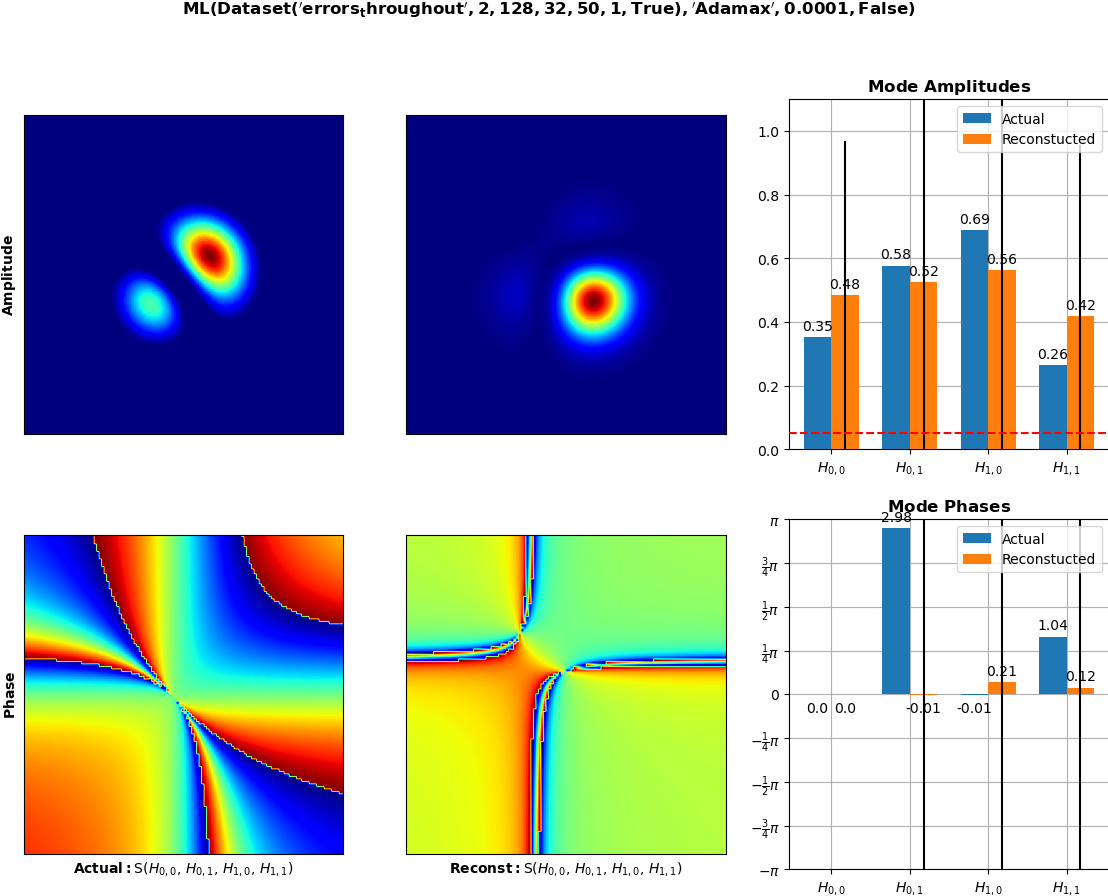 ML(Dataset('errors_throughout', 2, 128, 32, 50, 1, True), 'Adamax', 0.0001, False)
Amplitude
Mode Amplitudes
Actual
Reconstucted
1.0
0.8
0.6
0.4
0.2
0.0
0.35
0.48
0.58
0.52
0.69
0.56
0.26
0.42
H0,0
H0,1
H1,0
H1,1
Phase
Actual: S(H0,0, H0,1, H1,0, H1,1)
Reconst: S(H0,0, H0,1, H1,0, H1,1)
Mode Phases
Actual
Reconstucted
π
3/4π
1/2π
1/4π
0
−1/4π
−1/2π
−3/4π
−π
0.0
0.0
2.98
-0.01
-0.01
0.21
1.04
0.12
H0,0
H0,1
H1,0
H1,1